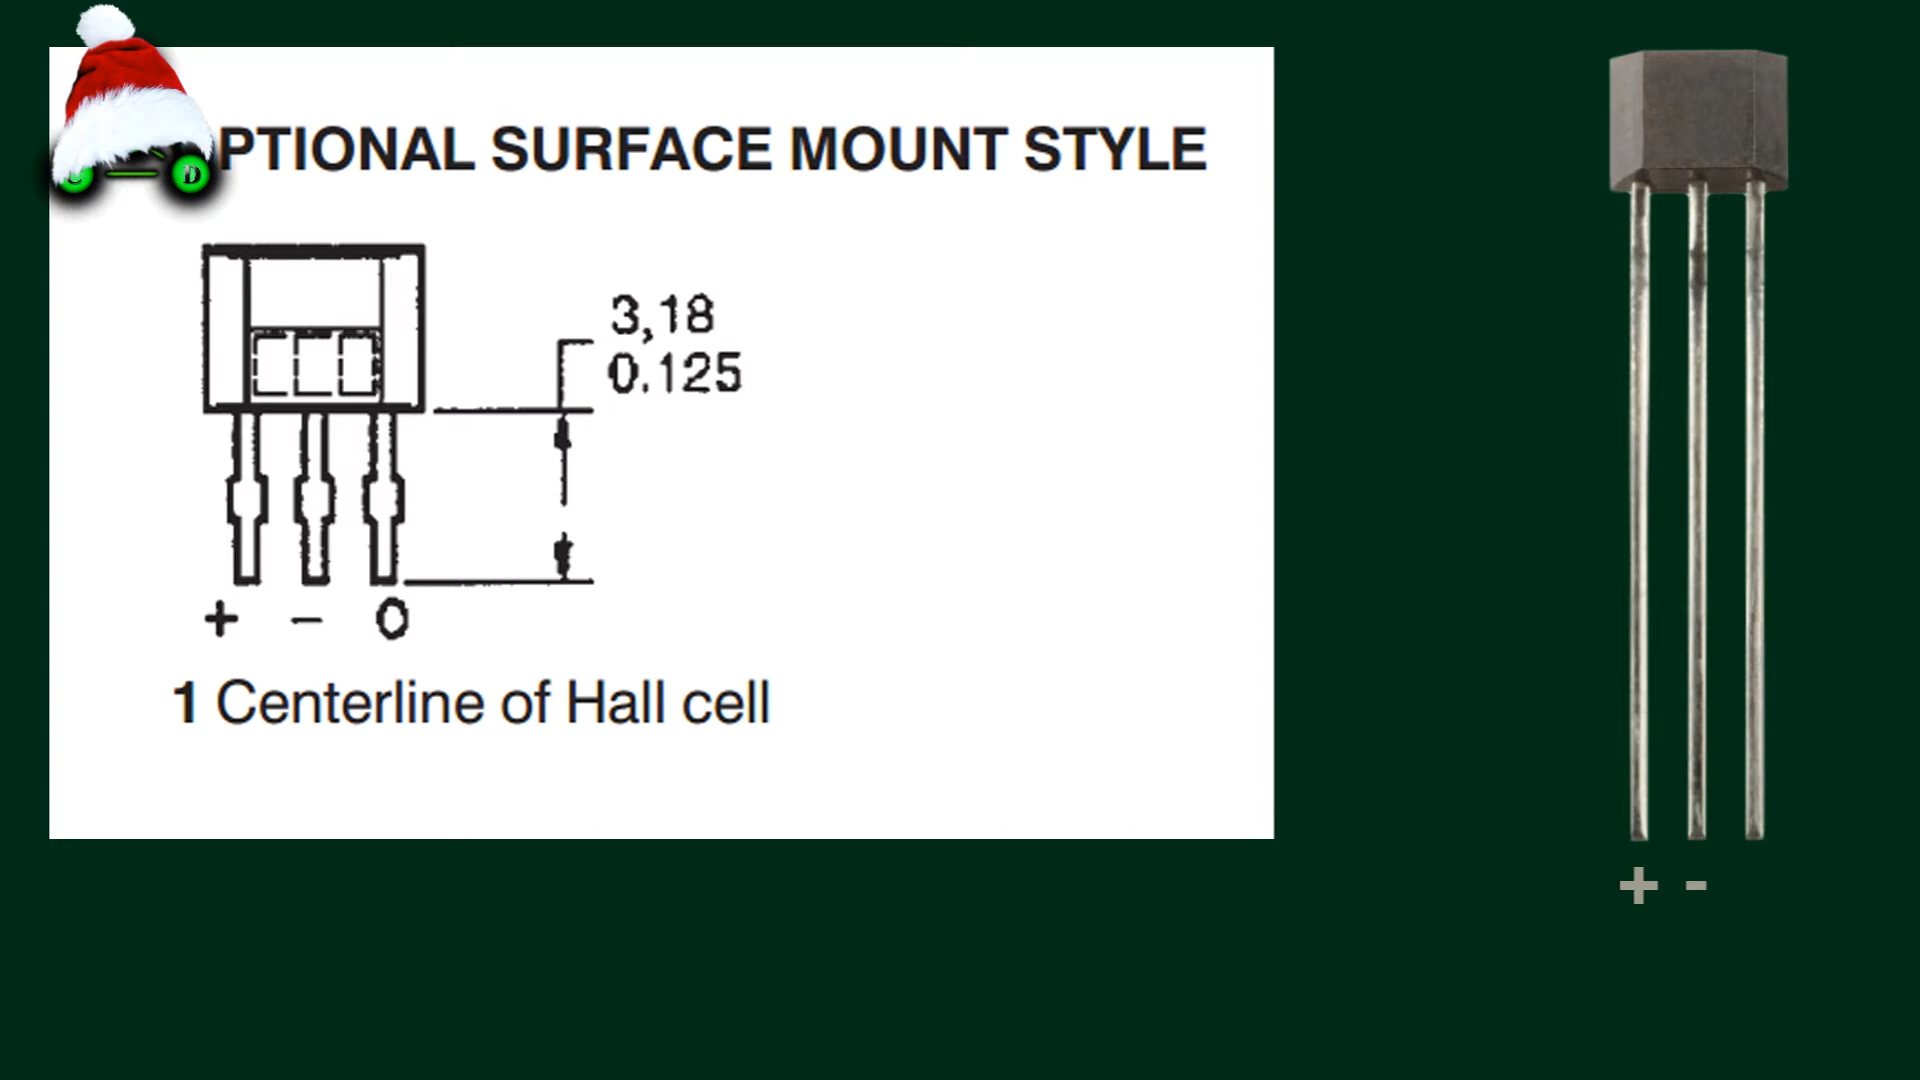 PTIONAL SURFACE MOUNT STYLE
3,18
0.125
+ − O
1 Centerline of Hall cell
+ -
C D